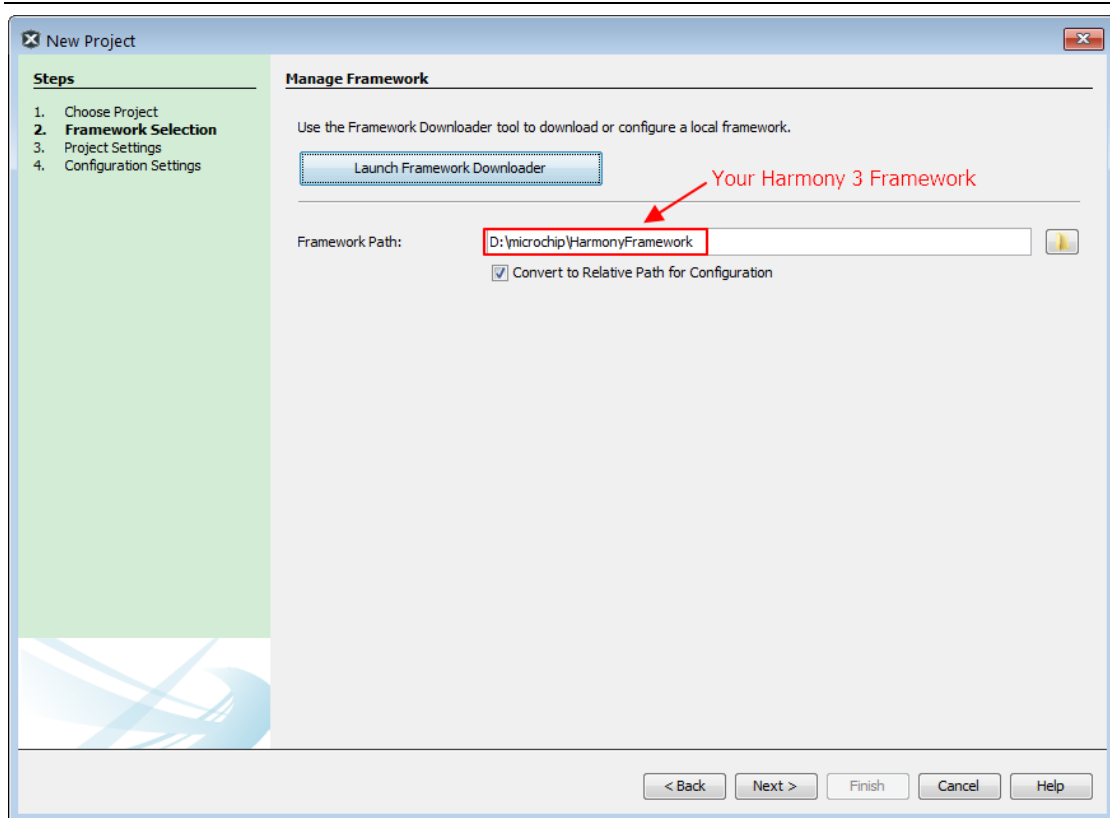 New Project
Steps
1. Choose Project
2. Framework Selection
3. Project Settings
4. Configuration Settings
Manage Framework
Use the Framework Downloader tool to download or configure a local framework.
Launch Framework Downloader
Your Harmony 3 Framework
Framework Path: D:\microchip\HarmonyFramework
Convert to Relative Path for Configuration
< Back Next > Finish Cancel Help